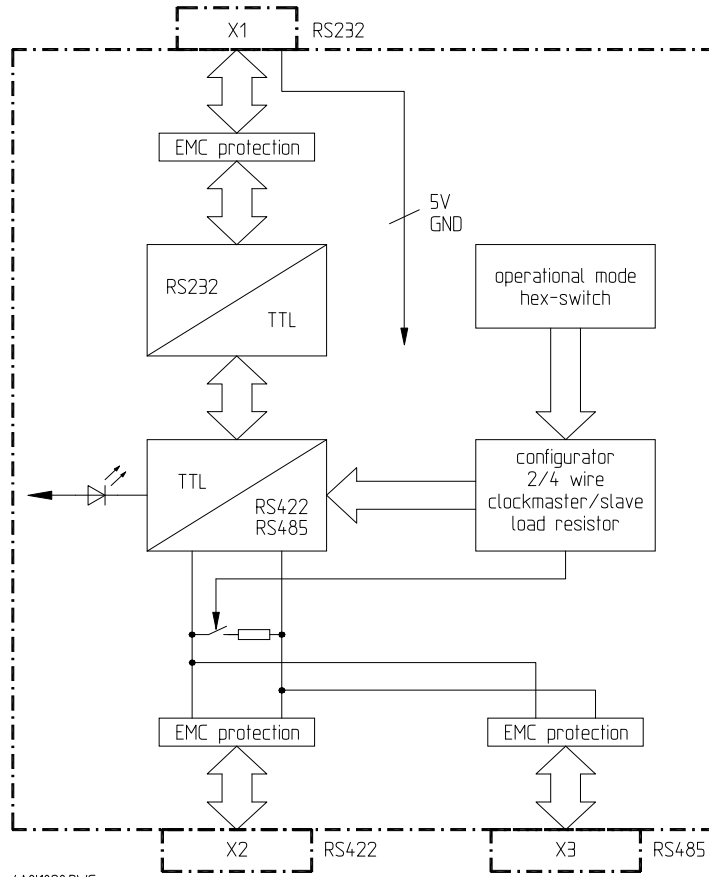 X1 RS232
EMC protection
5V
GND
RS232
TTL
operational mode
hex-switch
TTL
RS422
RS485
configurator
2/4 wire
clockmaster/slave
load resistor
EMC protection
EMC protection
X2 RS422
X3 RS485